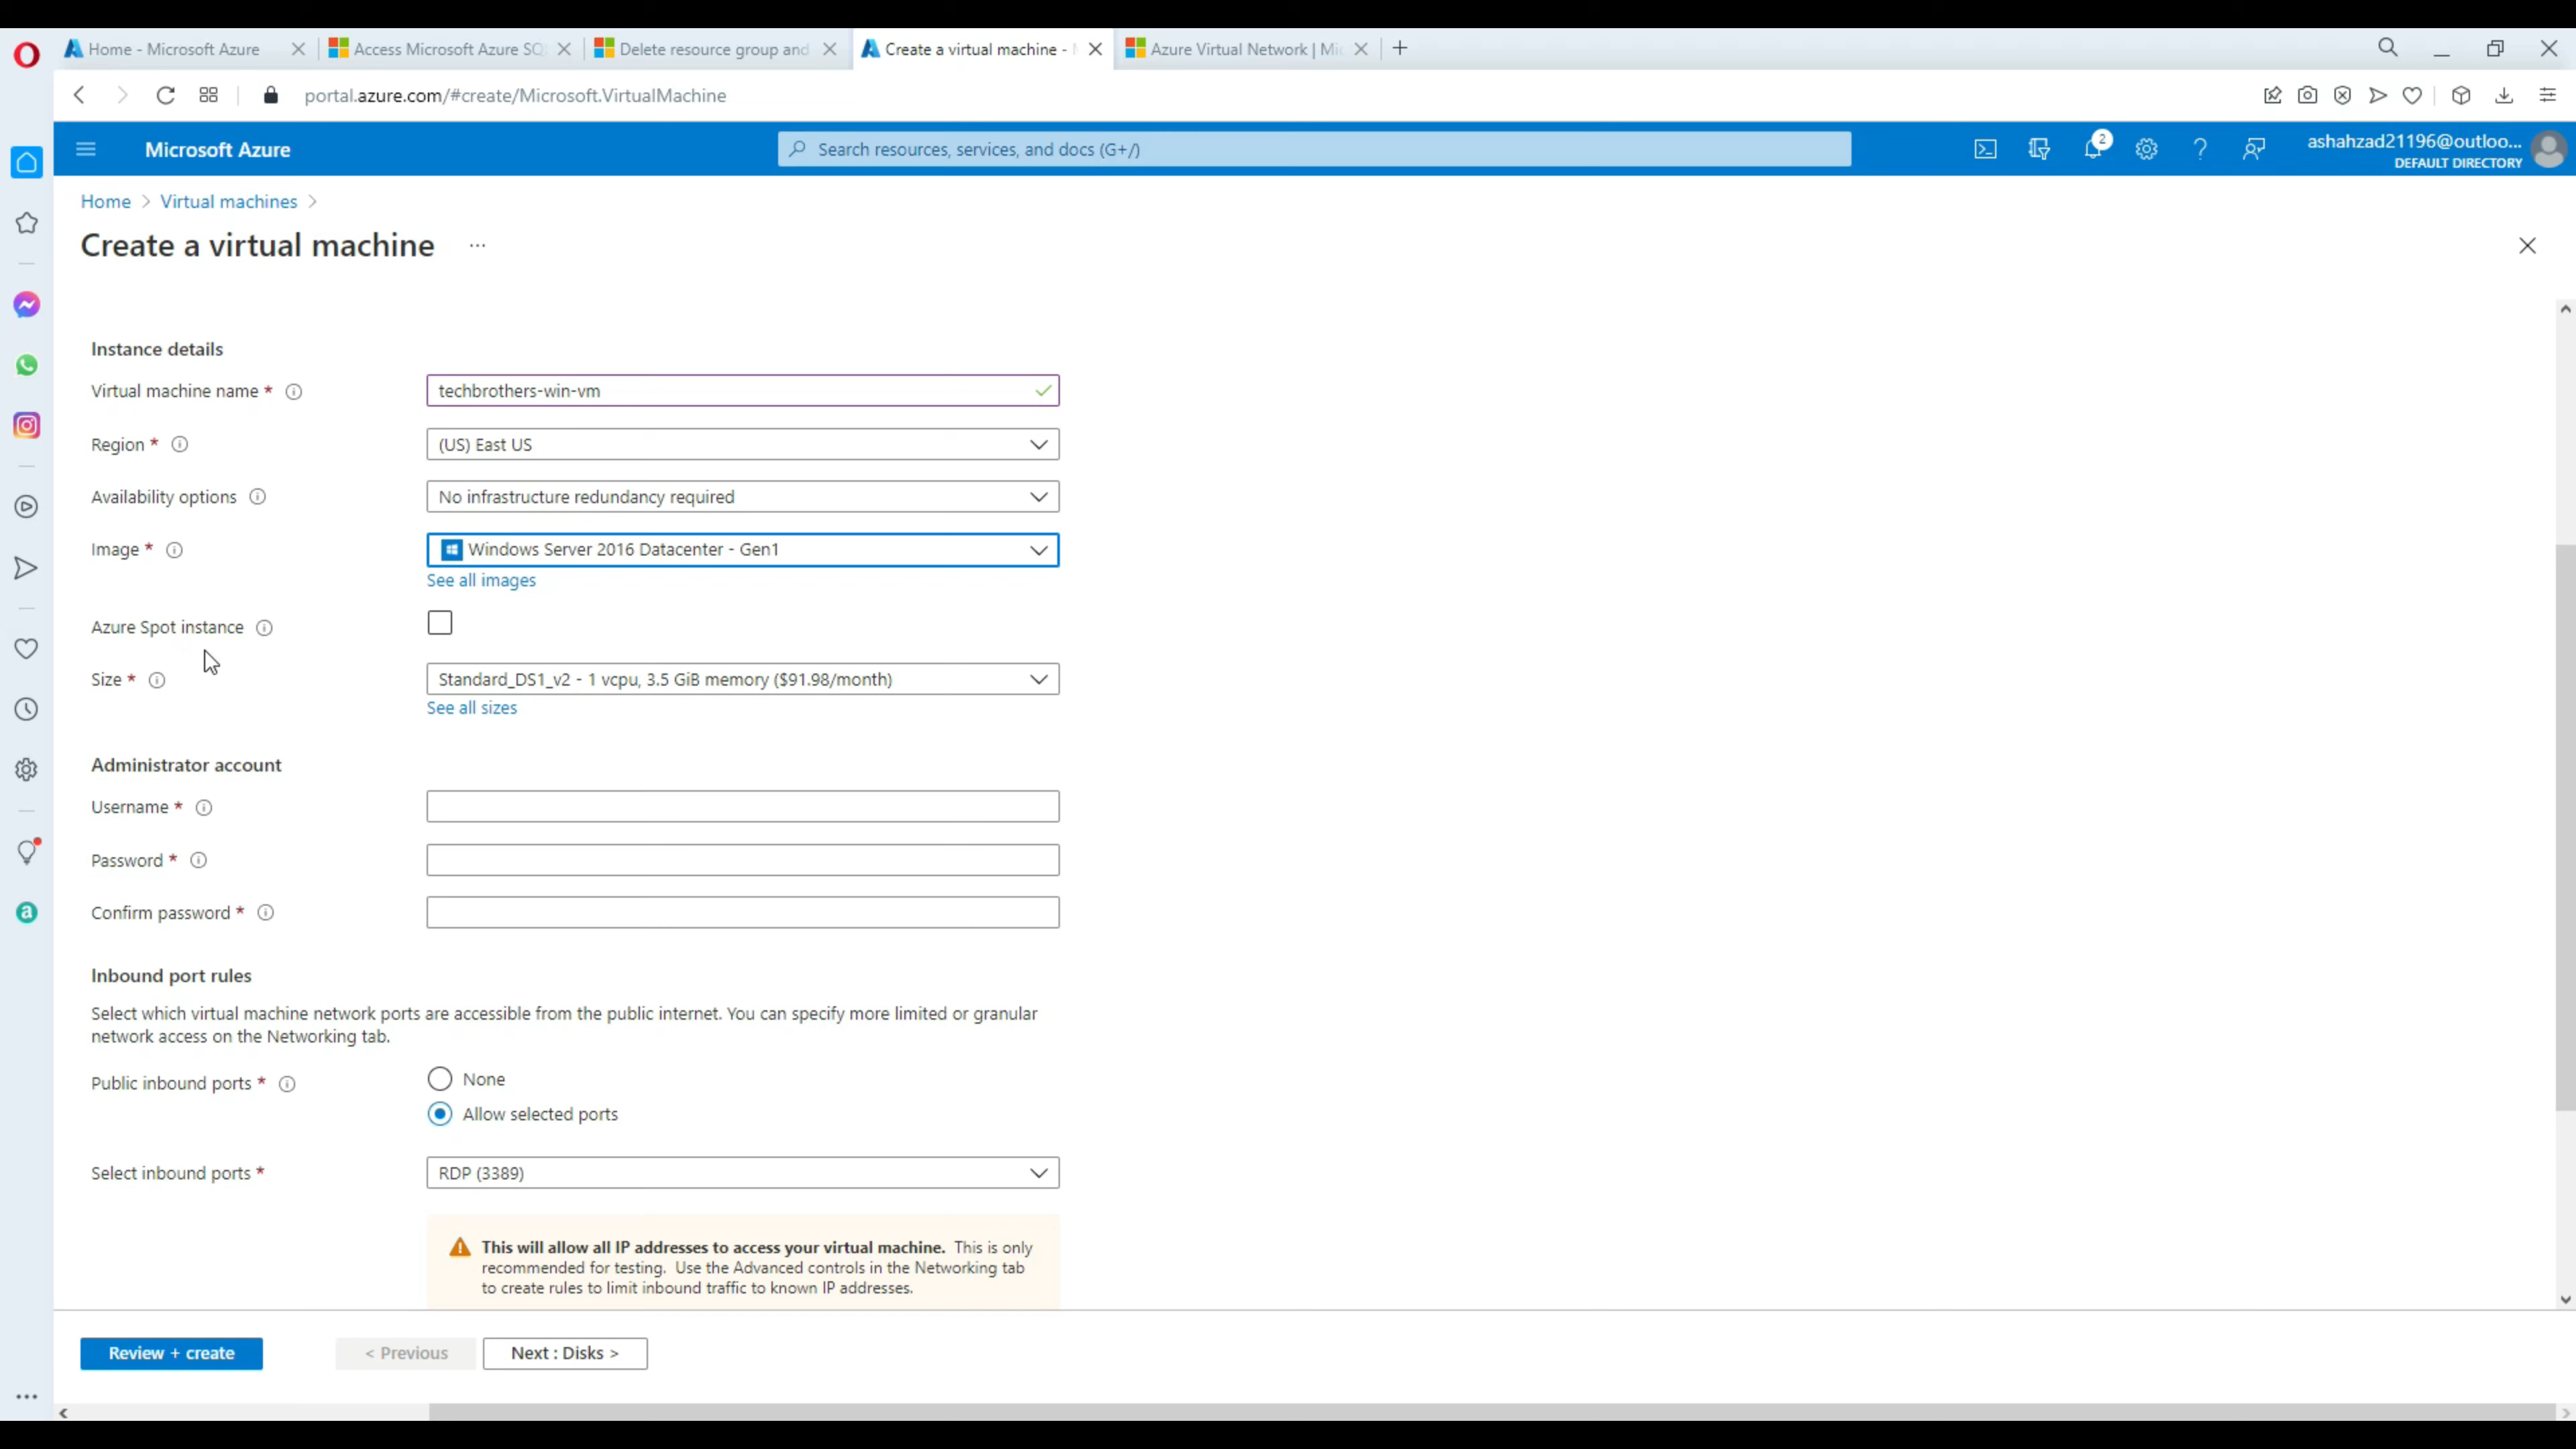 Home - Microsoft Azure
Access Microsoft Azure SQ
Delete resource group and
Create a virtual machine -
Azure Virtual Network | Mi
portal.azure.com/#create/Microsoft.VirtualMachine
Microsoft Azure
Search resources, services, and docs (G+/)
2
ashahzad21196@outloo...
DEFAULT DIRECTORY
Home > Virtual machines >
Create a virtual machine ...
Instance details
Virtual machine name *
techbrothers-win-vm
Region *
(US) East US
Availability options
No infrastructure redundancy required
Image *
Windows Server 2016 Datacenter - Gen1
See all images
Azure Spot instance
Size *
Standard_DS1_v2 - 1 vcpu, 3.5 GiB memory ($91.98/month)
See all sizes
Administrator account
Username *
Password *
Confirm password *
Inbound port rules
Select which virtual machine network ports are accessible from the public internet. You can specify more limited or granular
network access on the Networking tab.
Public inbound ports *
None
Allow selected ports
Select inbound ports *
RDP (3389)
This will allow all IP addresses to access your virtual machine. This is only
recommended for testing. Use the Advanced controls in the Networking tab
to create rules to limit inbound traffic to known IP addresses.
Review + create
< Previous
Next : Disks >